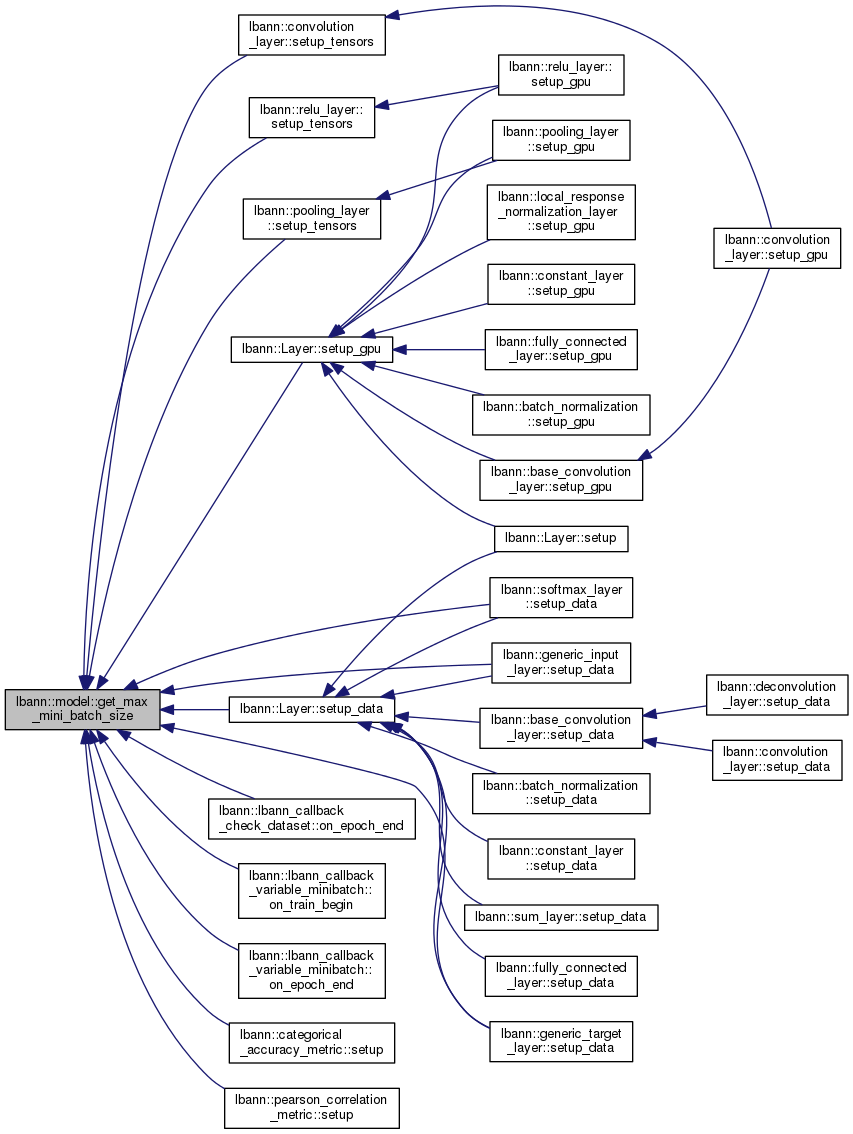 lbann::convolution
_layer::setup_tensors
lbann::relu_layer::
setup_gpu
lbann::relu_layer::
setup_tensors
lbann::pooling_layer
::setup_gpu
lbann::local_response
_normalization_layer
::setup_gpu
lbann::pooling_layer
::setup_tensors
lbann::convolution
_layer::setup_gpu
lbann::constant_layer
::setup_gpu
lbann::Layer::setup_gpu
lbann::fully_connected
_layer::setup_gpu
lbann::batch_normalization
::setup_gpu
lbann::base_convolution
_layer::setup_gpu
lbann::Layer::setup
lbann::softmax_layer
::setup_data
lbann::generic_input
_layer::setup_data
lbann::model::get_max
_mini_batch_size
lbann::Layer::setup_data
lbann::base_convolution
_layer::setup_data
lbann::deconvolution
_layer::setup_data
lbann::convolution
_layer::setup_data
lbann::batch_normalization
::setup_data
lbann::lbann_callback
_check_dataset::on_epoch_end
lbann::constant_layer
::setup_data
lbann::lbann_callback
_variable_minibatch::
on_train_begin
lbann::sum_layer::setup_data
lbann::lbann_callback
_variable_minibatch::
on_epoch_end
lbann::fully_connected
_layer::setup_data
lbann::categorical
_accuracy_metric::setup
lbann::generic_target
_layer::setup_data
lbann::pearson_correlation
_metric::setup